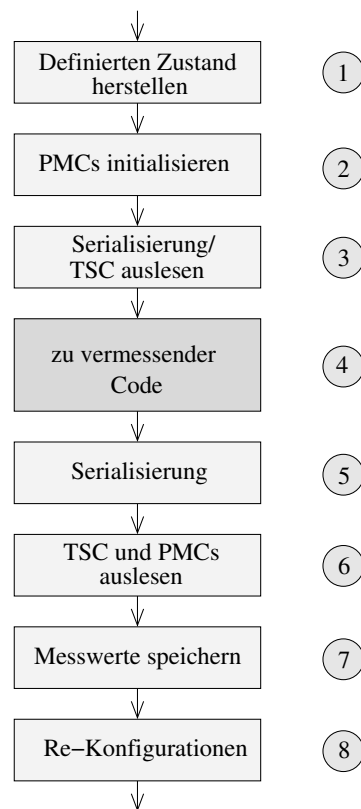 Definierten Zustand
herstellen
1
PMCs initialisieren
2
Serialisierung/
TSC auslesen
3
zu vermessender
Code
4
Serialisierung
5
TSC und PMCs
auslesen
6
Messwerte speichern
7
Re−Konfigurationen
8